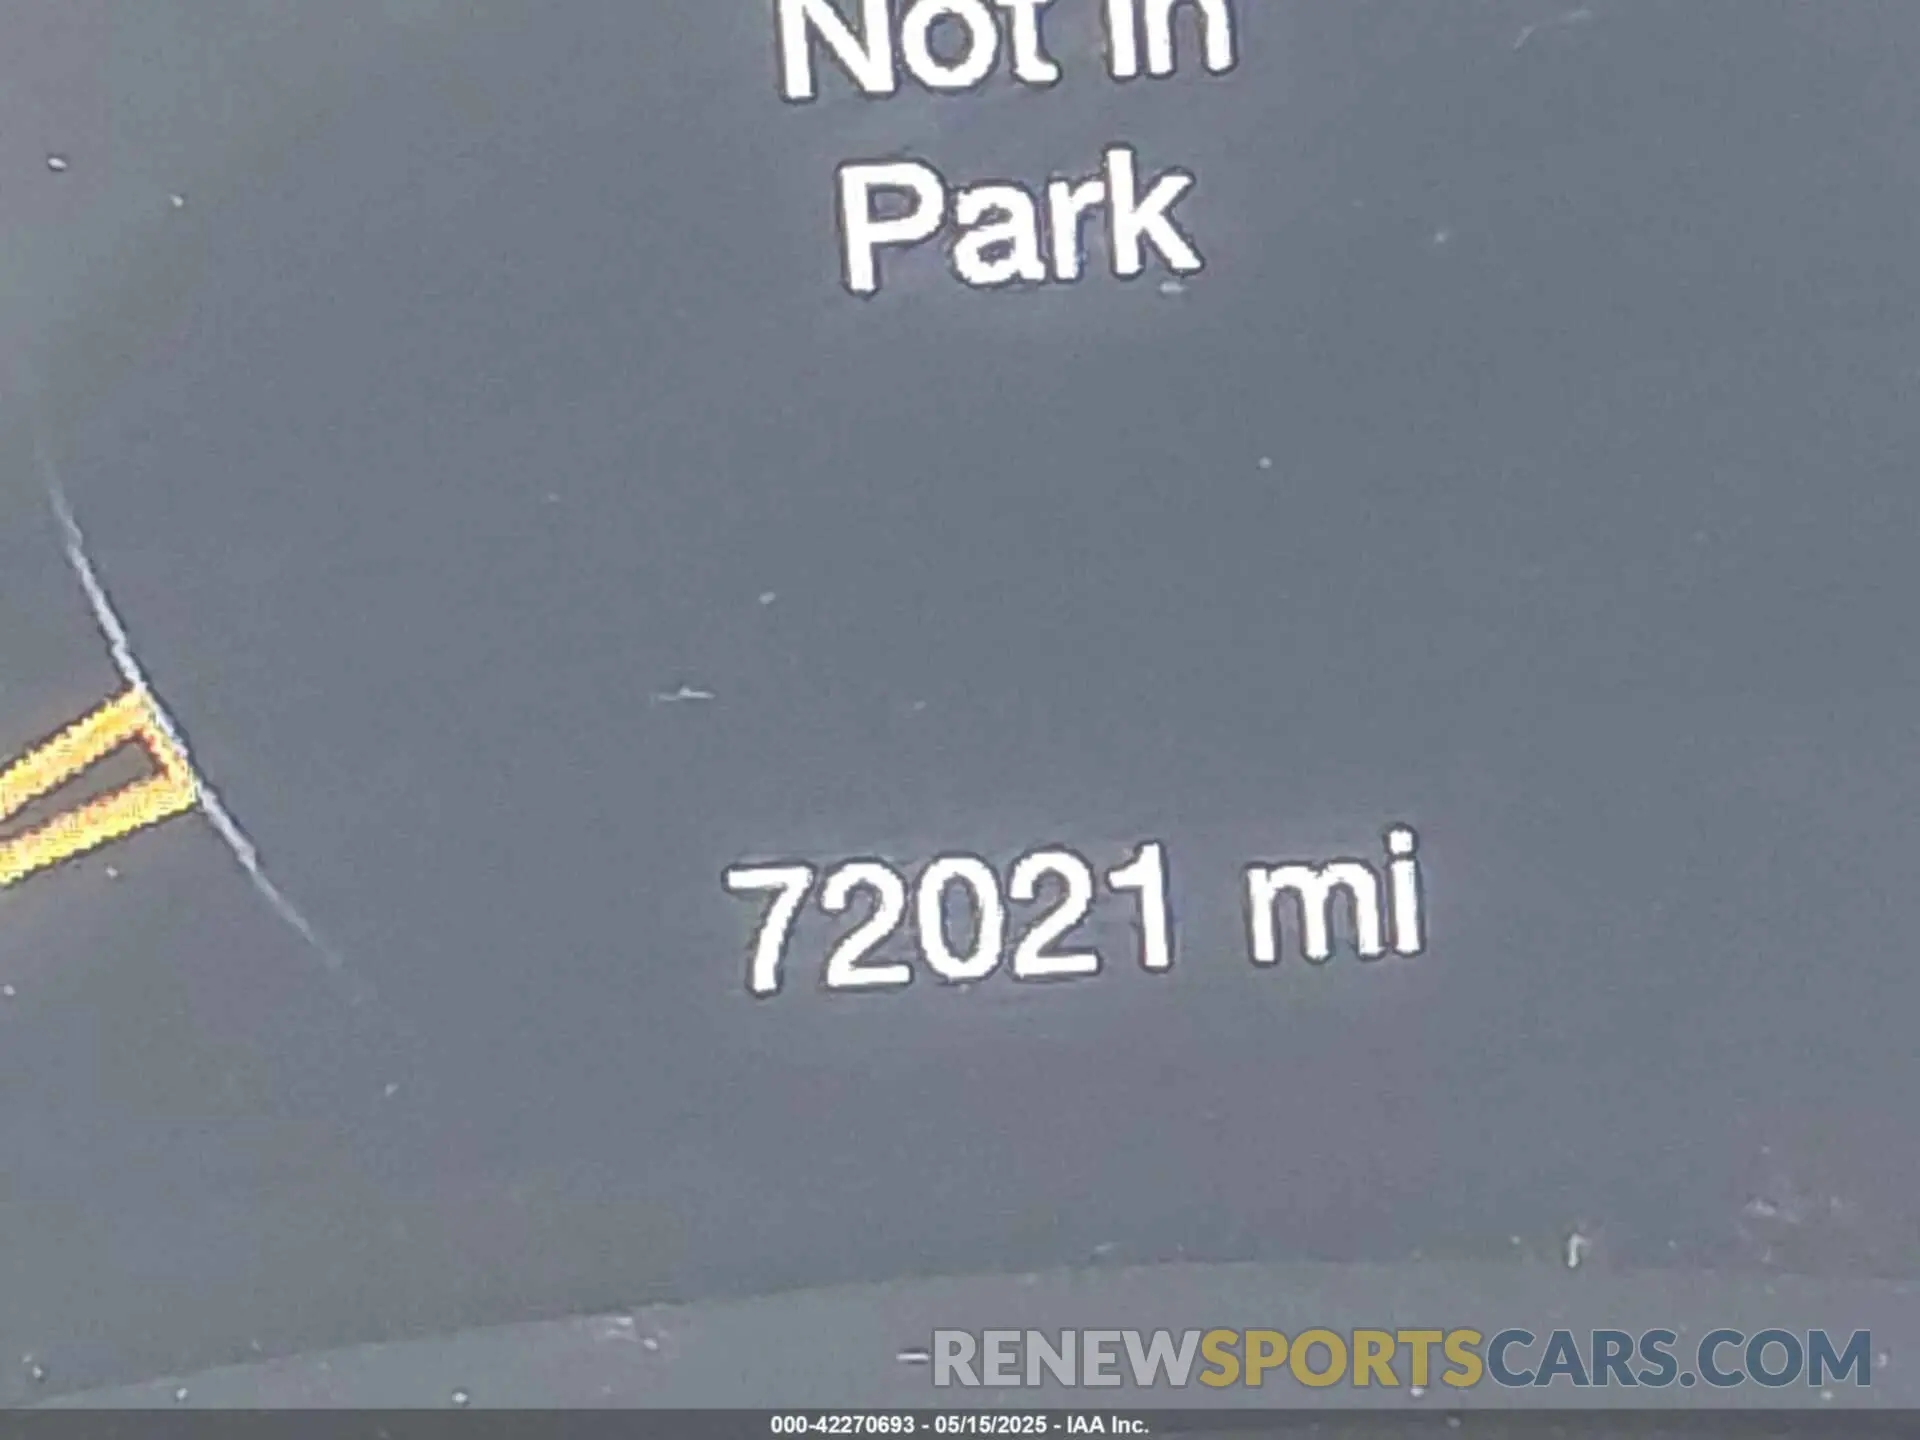 Not In
Park
72021 mi
RENEWSPORTSCARS.COM
000-42270693 - 05/15/2025 - IAA Inc.